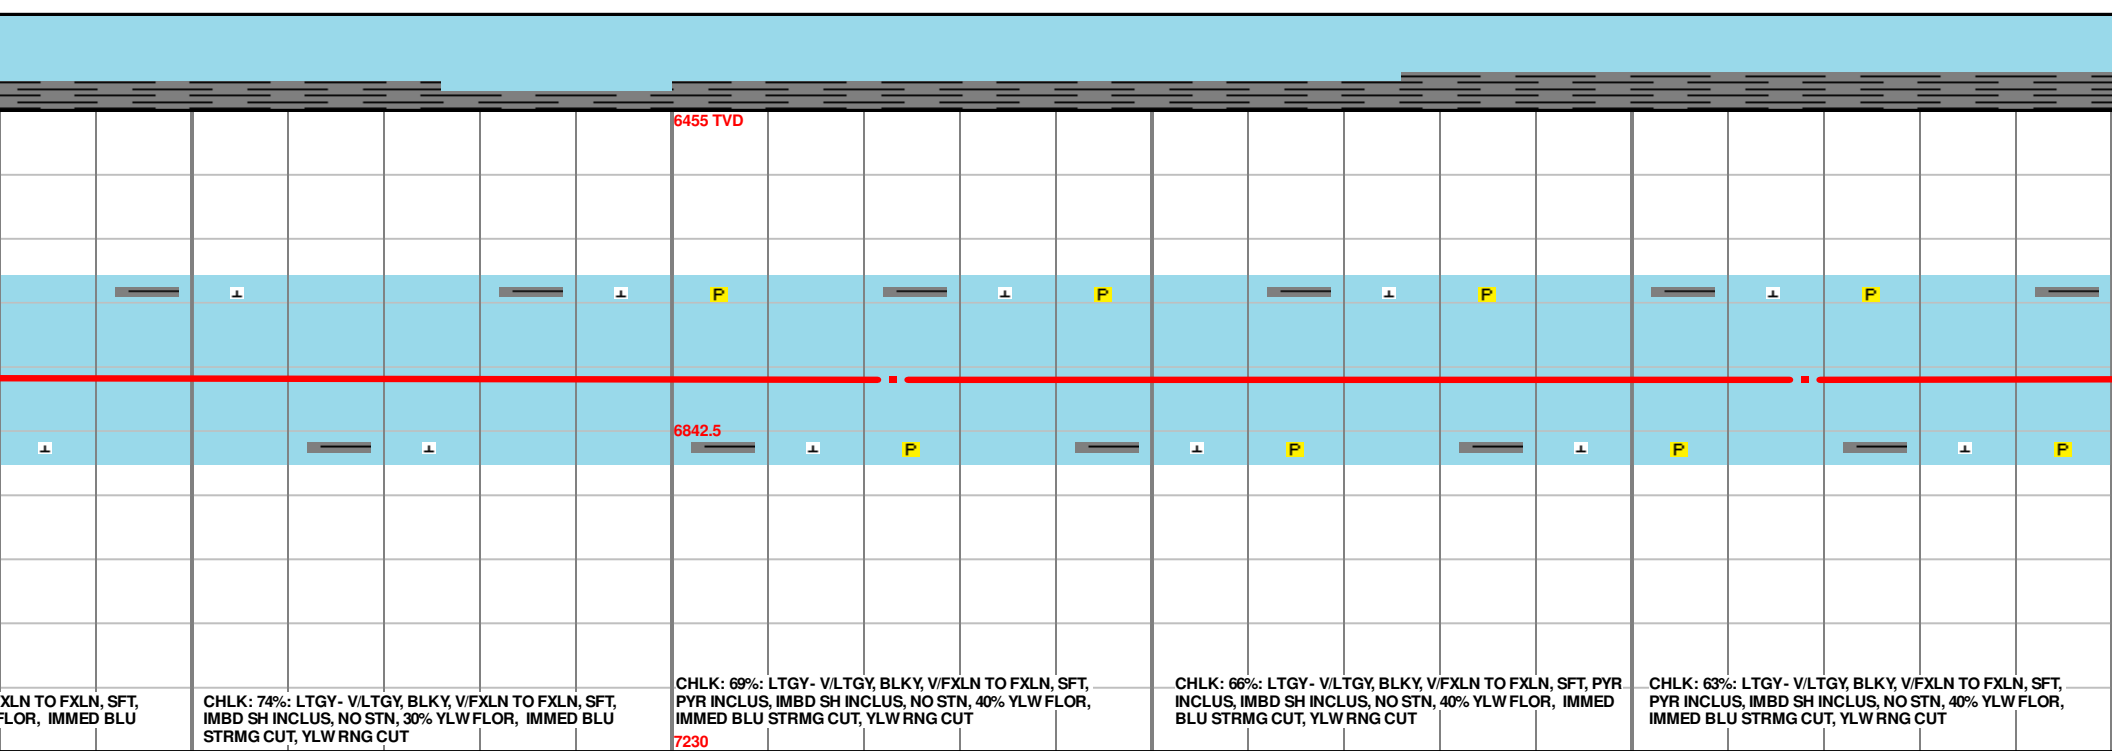 6455 TVD
P P P P
6842.5
P P P P
XLN TO FXLN, SFT,
FLOR, IMMED BLU
CHLK: 74%: LTGY- V/LTGY, BLKY, V/FXLN TO FXLN, SFT,
IMBD SH INCLUS, NO STN, 30% YLW FLOR, IMMED BLU
STRMG CUT, YLW RNG CUT
CHLK: 69%: LTGY- V/LTGY, BLKY, V/FXLN TO FXLN, SFT,
PYR INCLUS, IMBD SH INCLUS, NO STN, 40% YLW FLOR,
IMMED BLU STRMG CUT, YLW RNG CUT
CHLK: 66%: LTGY- V/LTGY, BLKY, V/FXLN TO FXLN, SFT, PYR
INCLUS, IMBD SH INCLUS, NO STN, 40% YLW FLOR, IMMED
BLU STRMG CUT, YLW RNG CUT
CHLK: 63%: LTGY- V/LTGY, BLKY, V/FXLN TO FXLN, SFT,
PYR INCLUS, IMBD SH INCLUS, NO STN, 40% YLW FLOR,
IMMED BLU STRMG CUT, YLW RNG CUT
7230